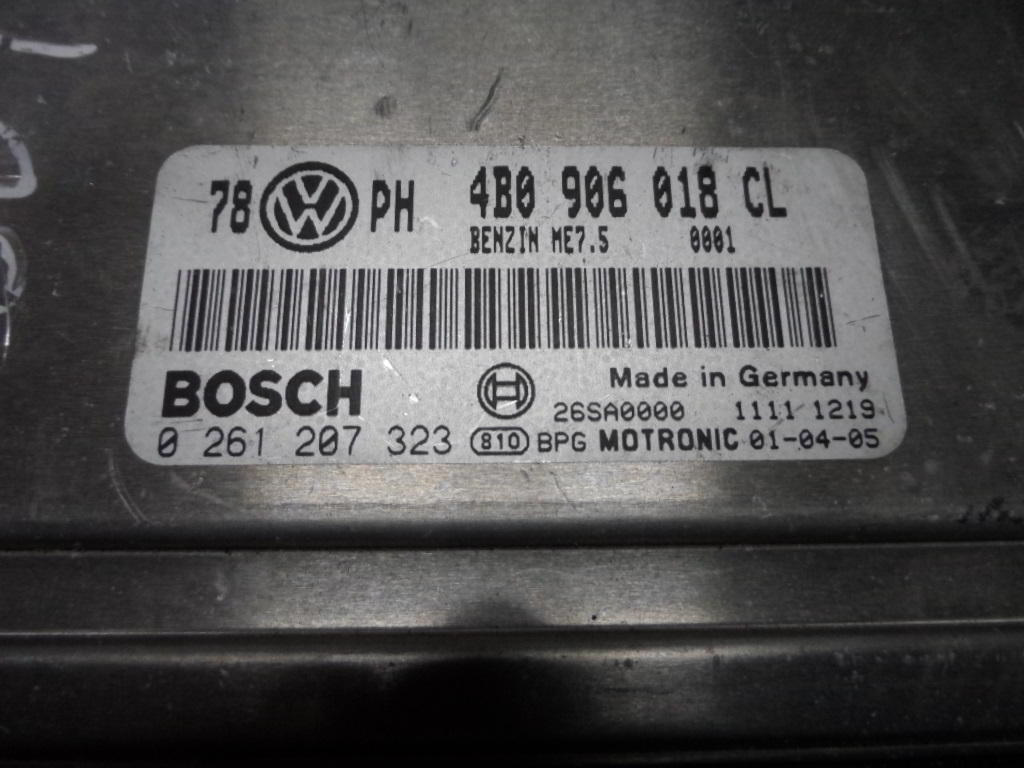 78 VW PH 4B0 906 018 CL
BENZIN ME7.5 0001
BOSCH Made in Germany
26SA0000 1111 1219
0 261 207 323 810 BPG MOTRONIC 01-04-05